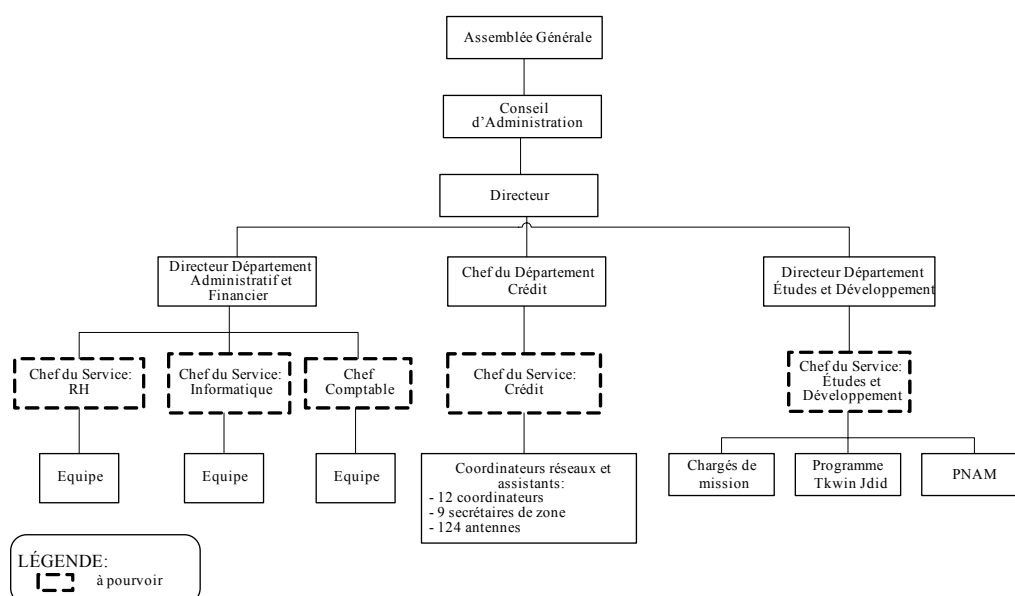 Assemblée Générale
Conseil
d'Administration
Directeur
Directeur Département
Administratif et
Financier
Chef du Département
Crédit
Directeur Département
Études et Développement
Chef du Service:
RH
Chef du Service:
Informatique
Chef
Comptable
Chef du Service:
Crédit
Chef du Service:
Études et
Développement
Equipe
Equipe
Equipe
Coordinateurs réseaux et
assistants:
- 12 coordinateurs
- 9 secrétaires de zone
- 124 antennes
Chargés de
mission
Programme
Tkwin Jdid
PNAM
LÉGENDE:
à pourvoir